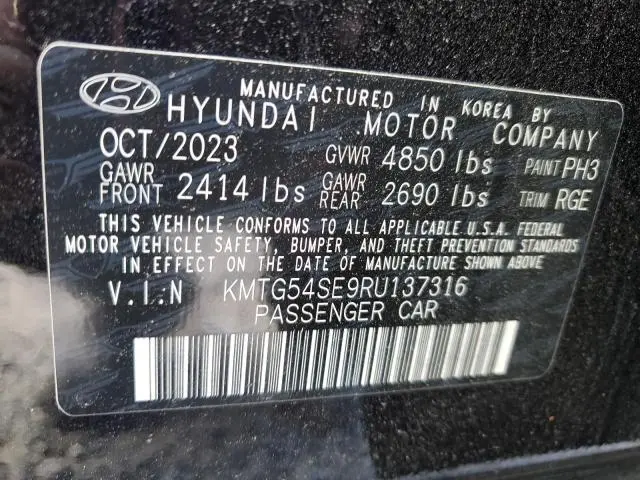 MANUFACTURED IN KOREA BY
HYUNDAI MOTOR COMPANY
OCT/2023 GVWR 4850 lbs PAINT PH3
GAWR FRONT 2414 lbs GAWR REAR 2690 lbs TRIM RGE
THIS VEHICLE CONFORMS TO ALL APPLICABLE U.S.A. FEDERAL
MOTOR VEHICLE SAFETY, BUMPER, AND THEFT PREVENTION STANDARDS
IN EFFECT ON THE DATE OF MANUFACTURE SHOWN ABOVE.
V.I.N KMTG54SE9RU137316
PASSENGER CAR